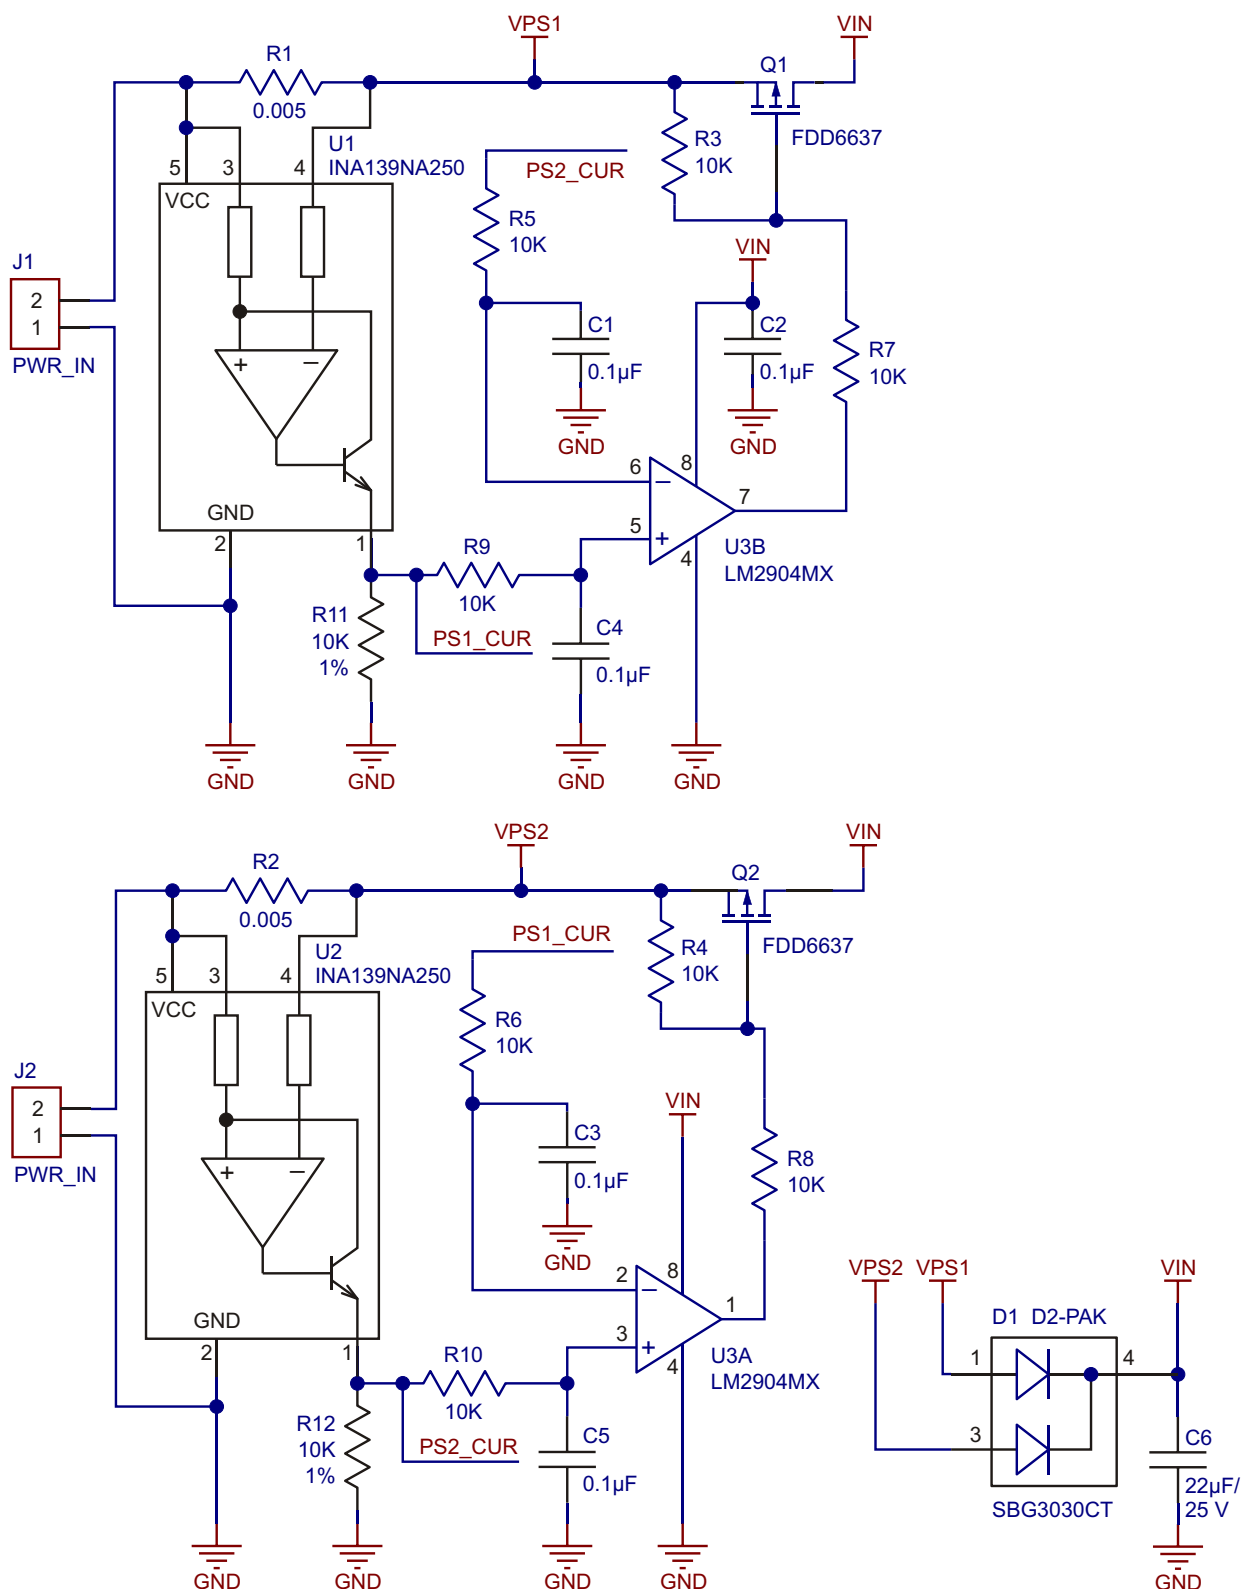 VPS1
VIN
R1
0.005
Q1
FDD6637
U1
INA139NA250
5
3
4
VCC
R3
10K
PS2_CUR
R5
10K
VIN
J1
2
1
PWR_IN
C1
0.1µF
GND
C2
0.1µF
GND
R7
10K
+
−
6
−
8
7
5
+
4
U3B
LM2904MX
GND
2
1
R9
10K
R11
10K
1%
PS1_CUR
C4
0.1µF
GND
GND
GND
GND
VPS2
VIN
R2
0.005
Q2
FDD6637
U2
INA139NA250
5
3
4
VCC
PS1_CUR
R4
10K
R6
10K
J2
2
1
PWR_IN
VIN
C3
0.1µF
GND
R8
10K
+
−
2
−
8
1
3
+
4
U3A
LM2904MX
GND
2
1
R10
10K
R12
10K
1%
PS2_CUR
C5
0.1µF
GND
GND
GND
GND
VPS2
VPS1
VIN
D1 D2-PAK
1
4
3
SBG3030CT
C6
22µF/
25 V
GND